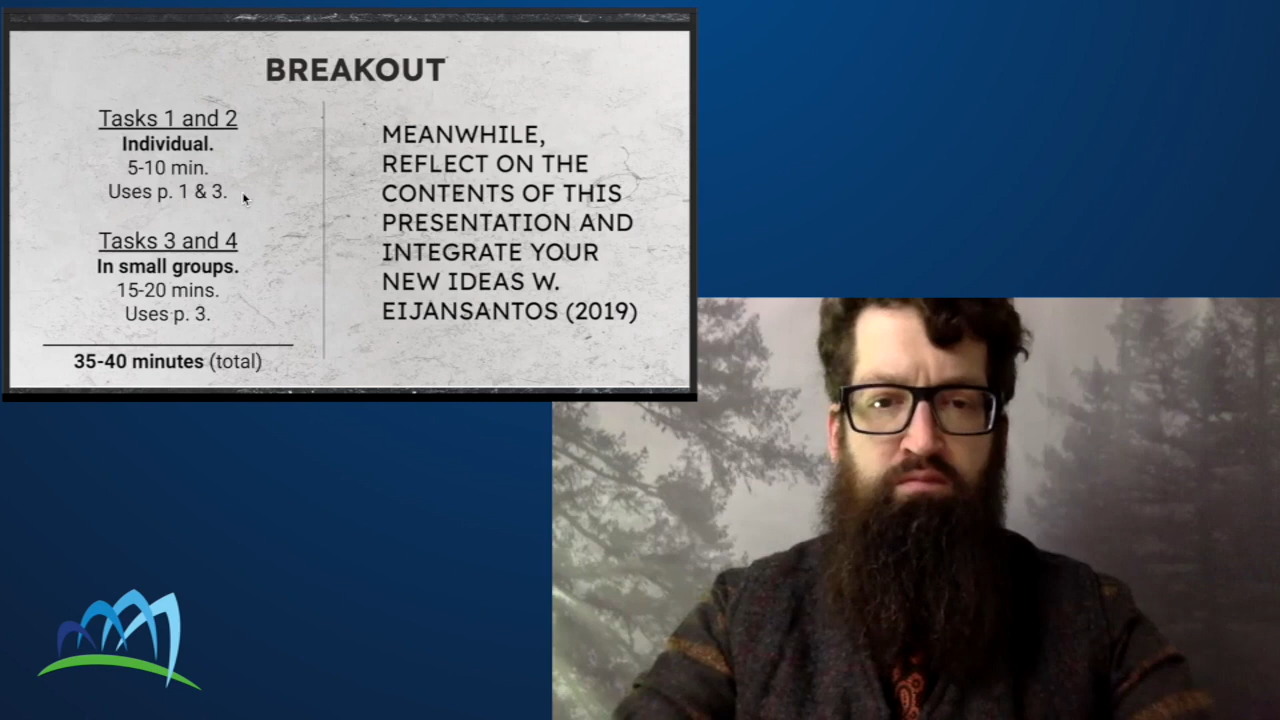 BREAKOUT
Tasks 1 and 2
Individual.
5-10 min.
Uses p. 1 & 3.
Tasks 3 and 4
In small groups.
15-20 mins.
Uses p. 3.
35-40 minutes (total)
MEANWHILE,
REFLECT ON THE
CONTENTS OF THIS
PRESENTATION AND
INTEGRATE YOUR
NEW IDEAS W.
EIJANSANTOS (2019)